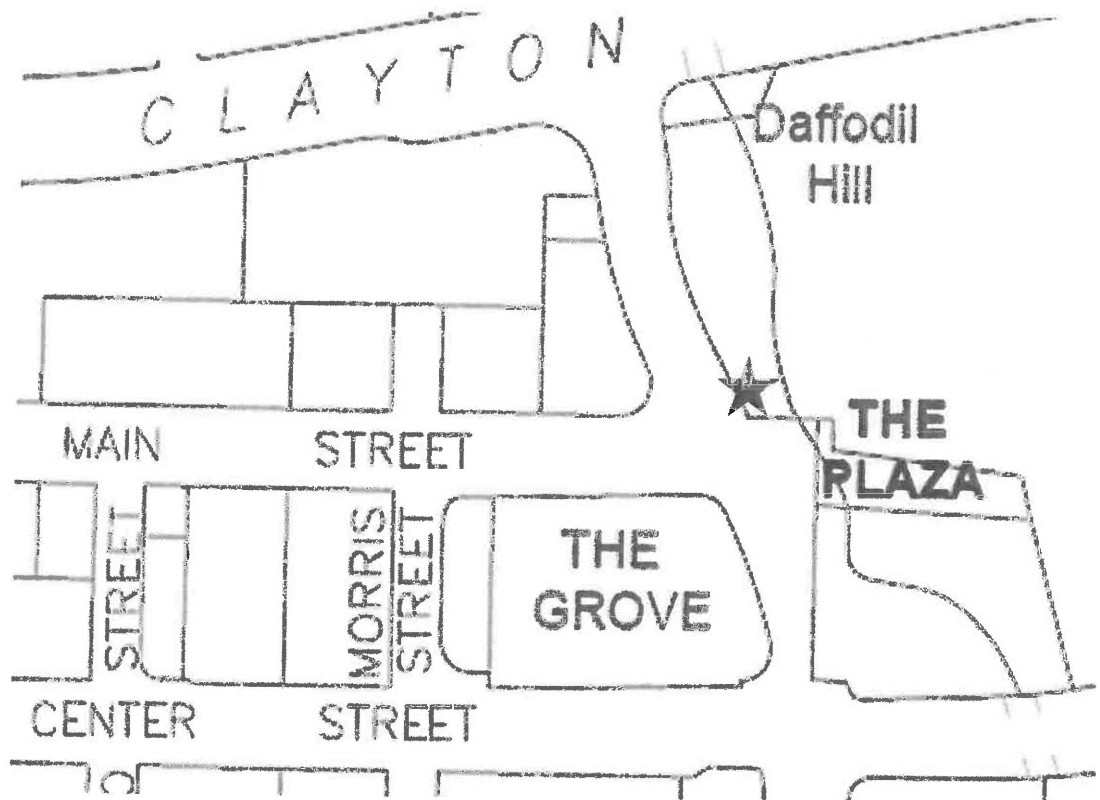 CLAYTON
Daffodil
Hill
MAIN STREET
THE
PLAZA
STREET
MORRIS
STREET
THE
GROVE
CENTER STREET